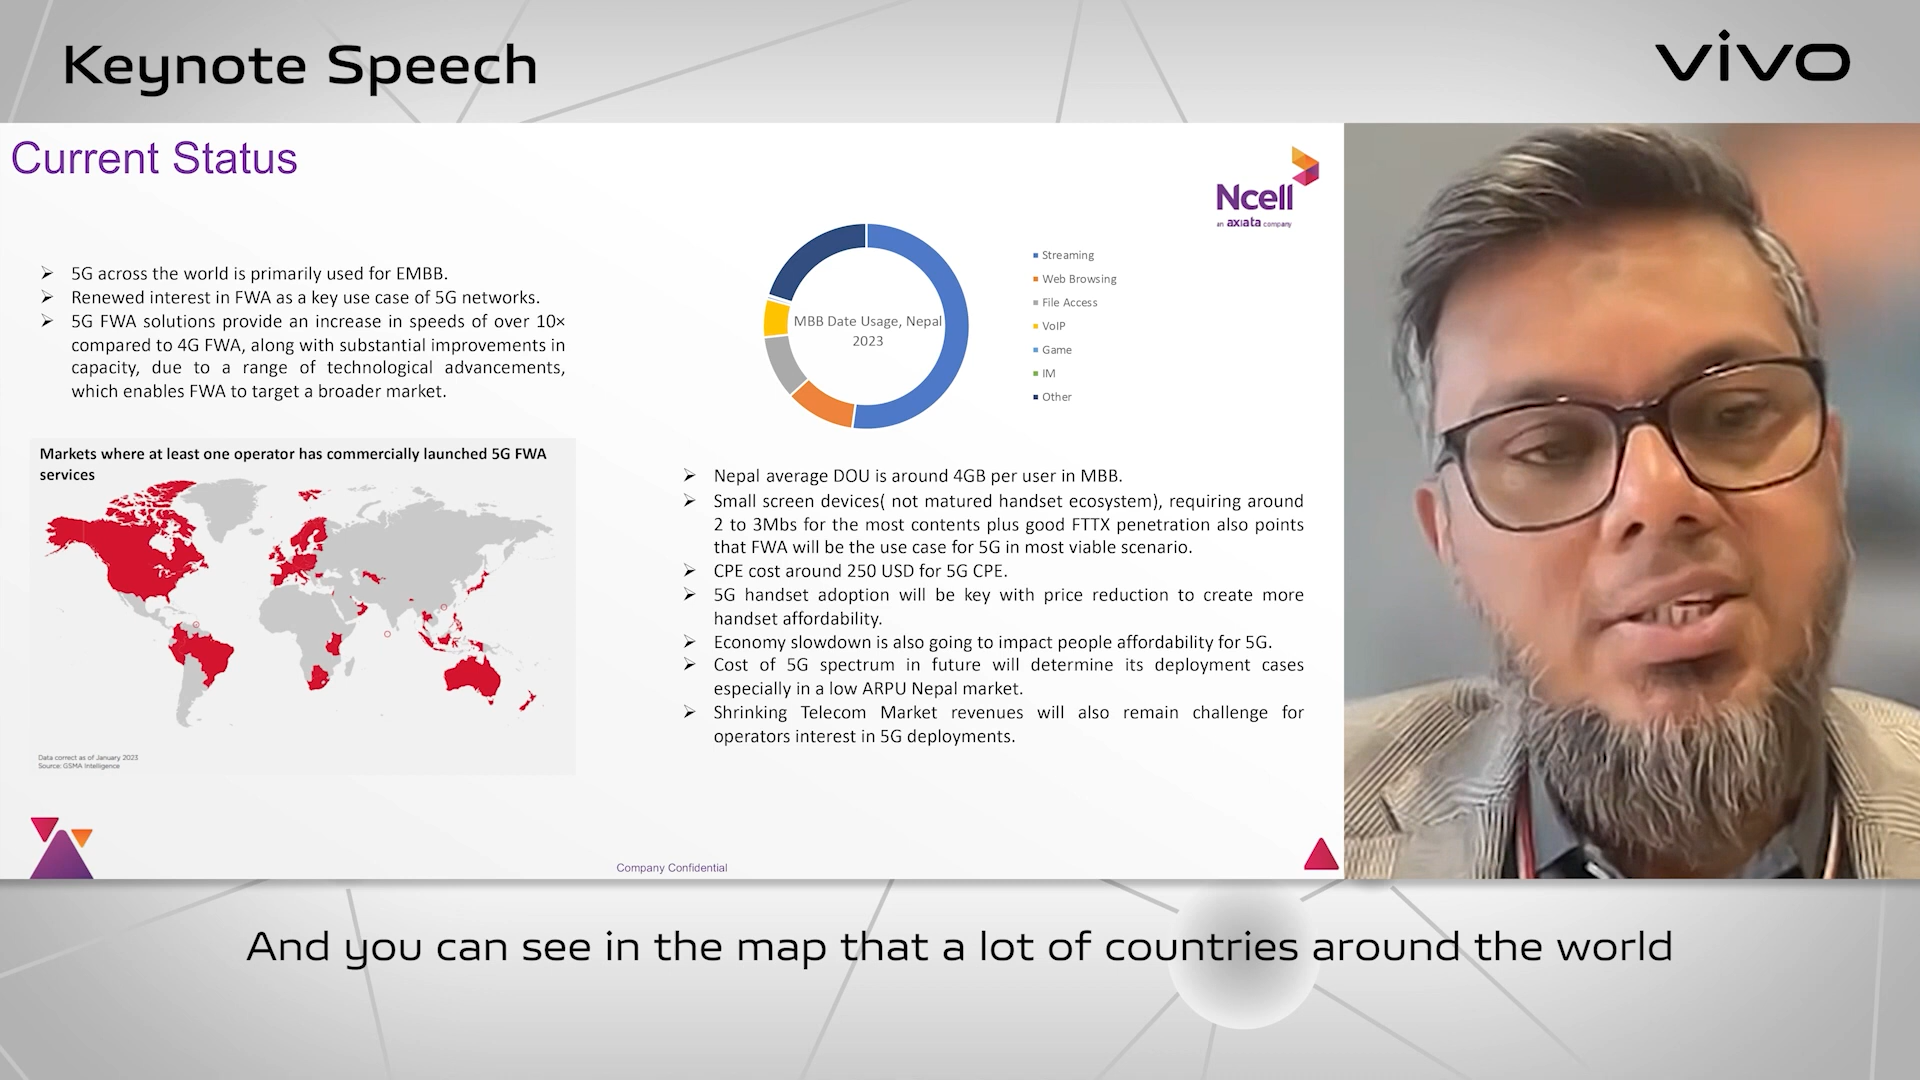 Keynote Speech
vivo
Current Status
Ncell
an axiata company
5G across the world is primarily used for EMBB.
Renewed interest in FWA as a key use case of 5G networks.
5G FWA solutions provide an increase in speeds of over 10×
compared to 4G FWA, along with substantial improvements in
capacity, due to a range of technological advancements,
which enables FWA to target a broader market.
Markets where at least one operator has commercially launched 5G FWA
services
Data correct as of January 2023
Source: GSMA Intelligence
MBB Date Usage, Nepal
2023
Streaming
Web Browsing
File Access
VoIP
Game
IM
Other
Nepal average DOU is around 4GB per user in MBB.
Small screen devices( not matured handset ecosystem), requiring around
2 to 3Mbs for the most contents plus good FTTX penetration also points
that FWA will be the use case for 5G in most viable scenario.
CPE cost around 250 USD for 5G CPE.
5G handset adoption will be key with price reduction to create more
handset affordability.
Economy slowdown is also going to impact people affordability for 5G.
Cost of 5G spectrum in future will determine its deployment cases
especially in a low ARPU Nepal market.
Shrinking Telecom Market revenues will also remain challenge for
operators interest in 5G deployments.
Company Confidential
And you can see in the map that a lot of countries around the world